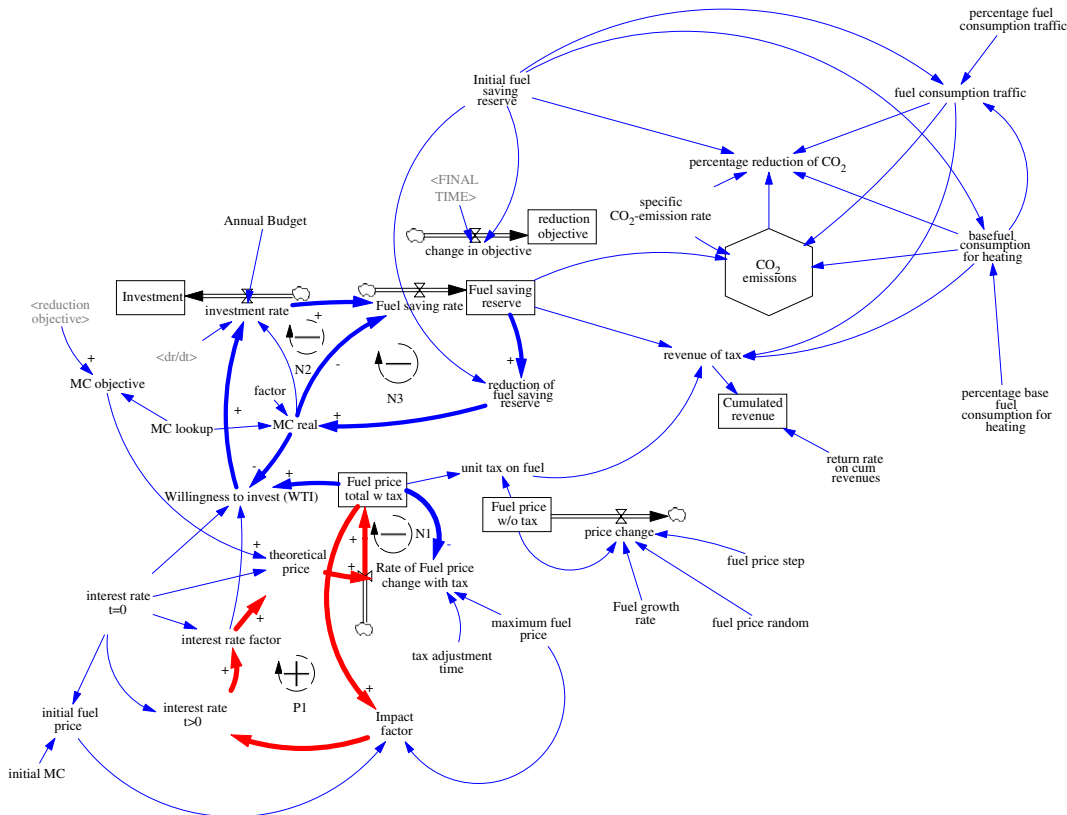 percentage fuel
consumption traffic
Initial fuel
saving
reserve
fuel consumption traffic
percentage reduction of CO2
<FINAL
TIME>
specific
CO2-emission rate
Annual Budget
reduction
objective
change in objective
basefuel
consumption
for heating
CO2
emissions
<reduction
objective>
Investment
investment rate
Fuel saving rate
Fuel saving
reserve
+
-
N2
<dr/dt>
-
-
N3
+
MC objective
factor
+
reduction of
fuel saving
reserve
revenue of tax
percentage base
fuel
consumption for
heating
+
MC lookup
MC real
+
Cumulated
revenue
return rate
on cum
revenues
-
+
Willingness to invest (WTI)
Fuel price
total w tax
unit tax on fuel
Fuel price
w/o tax
+
theoretical
price
+
+
-
N1
-
Rate of Fuel price
change with tax
price change
fuel price step
interest rate
t=0
+
interest rate factor
+
maximum fuel
price
Fuel growth
rate
fuel price random
tax adjustment
time
+
P1
+
initial fuel
price
interest rate
t>0
Impact
factor
initial MC